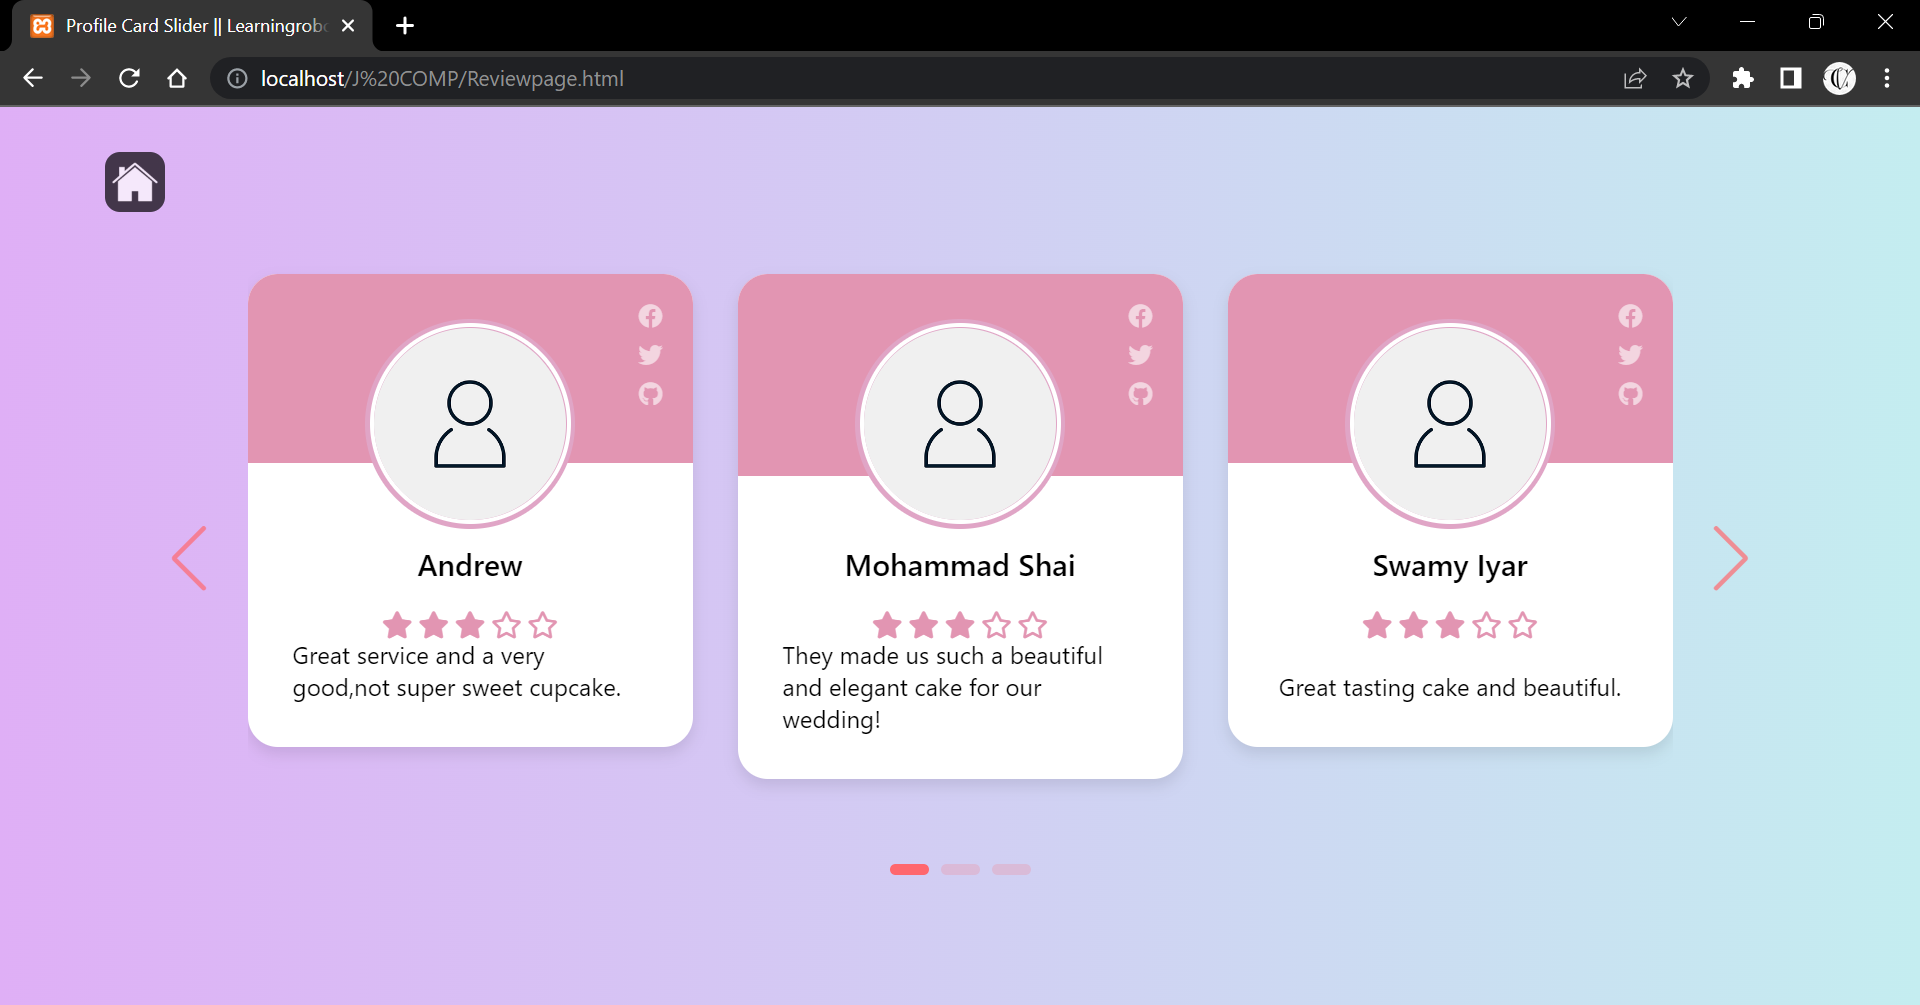 Profile Card Slider || Learningrob
localhost/J%20COMP/Reviewpage.html
Andrew
Great service and a very
good,not super sweet cupcake.
Mohammad Shai
They made us such a beautiful
and elegant cake for our
wedding!
Swamy Iyar
Great tasting cake and beautiful.